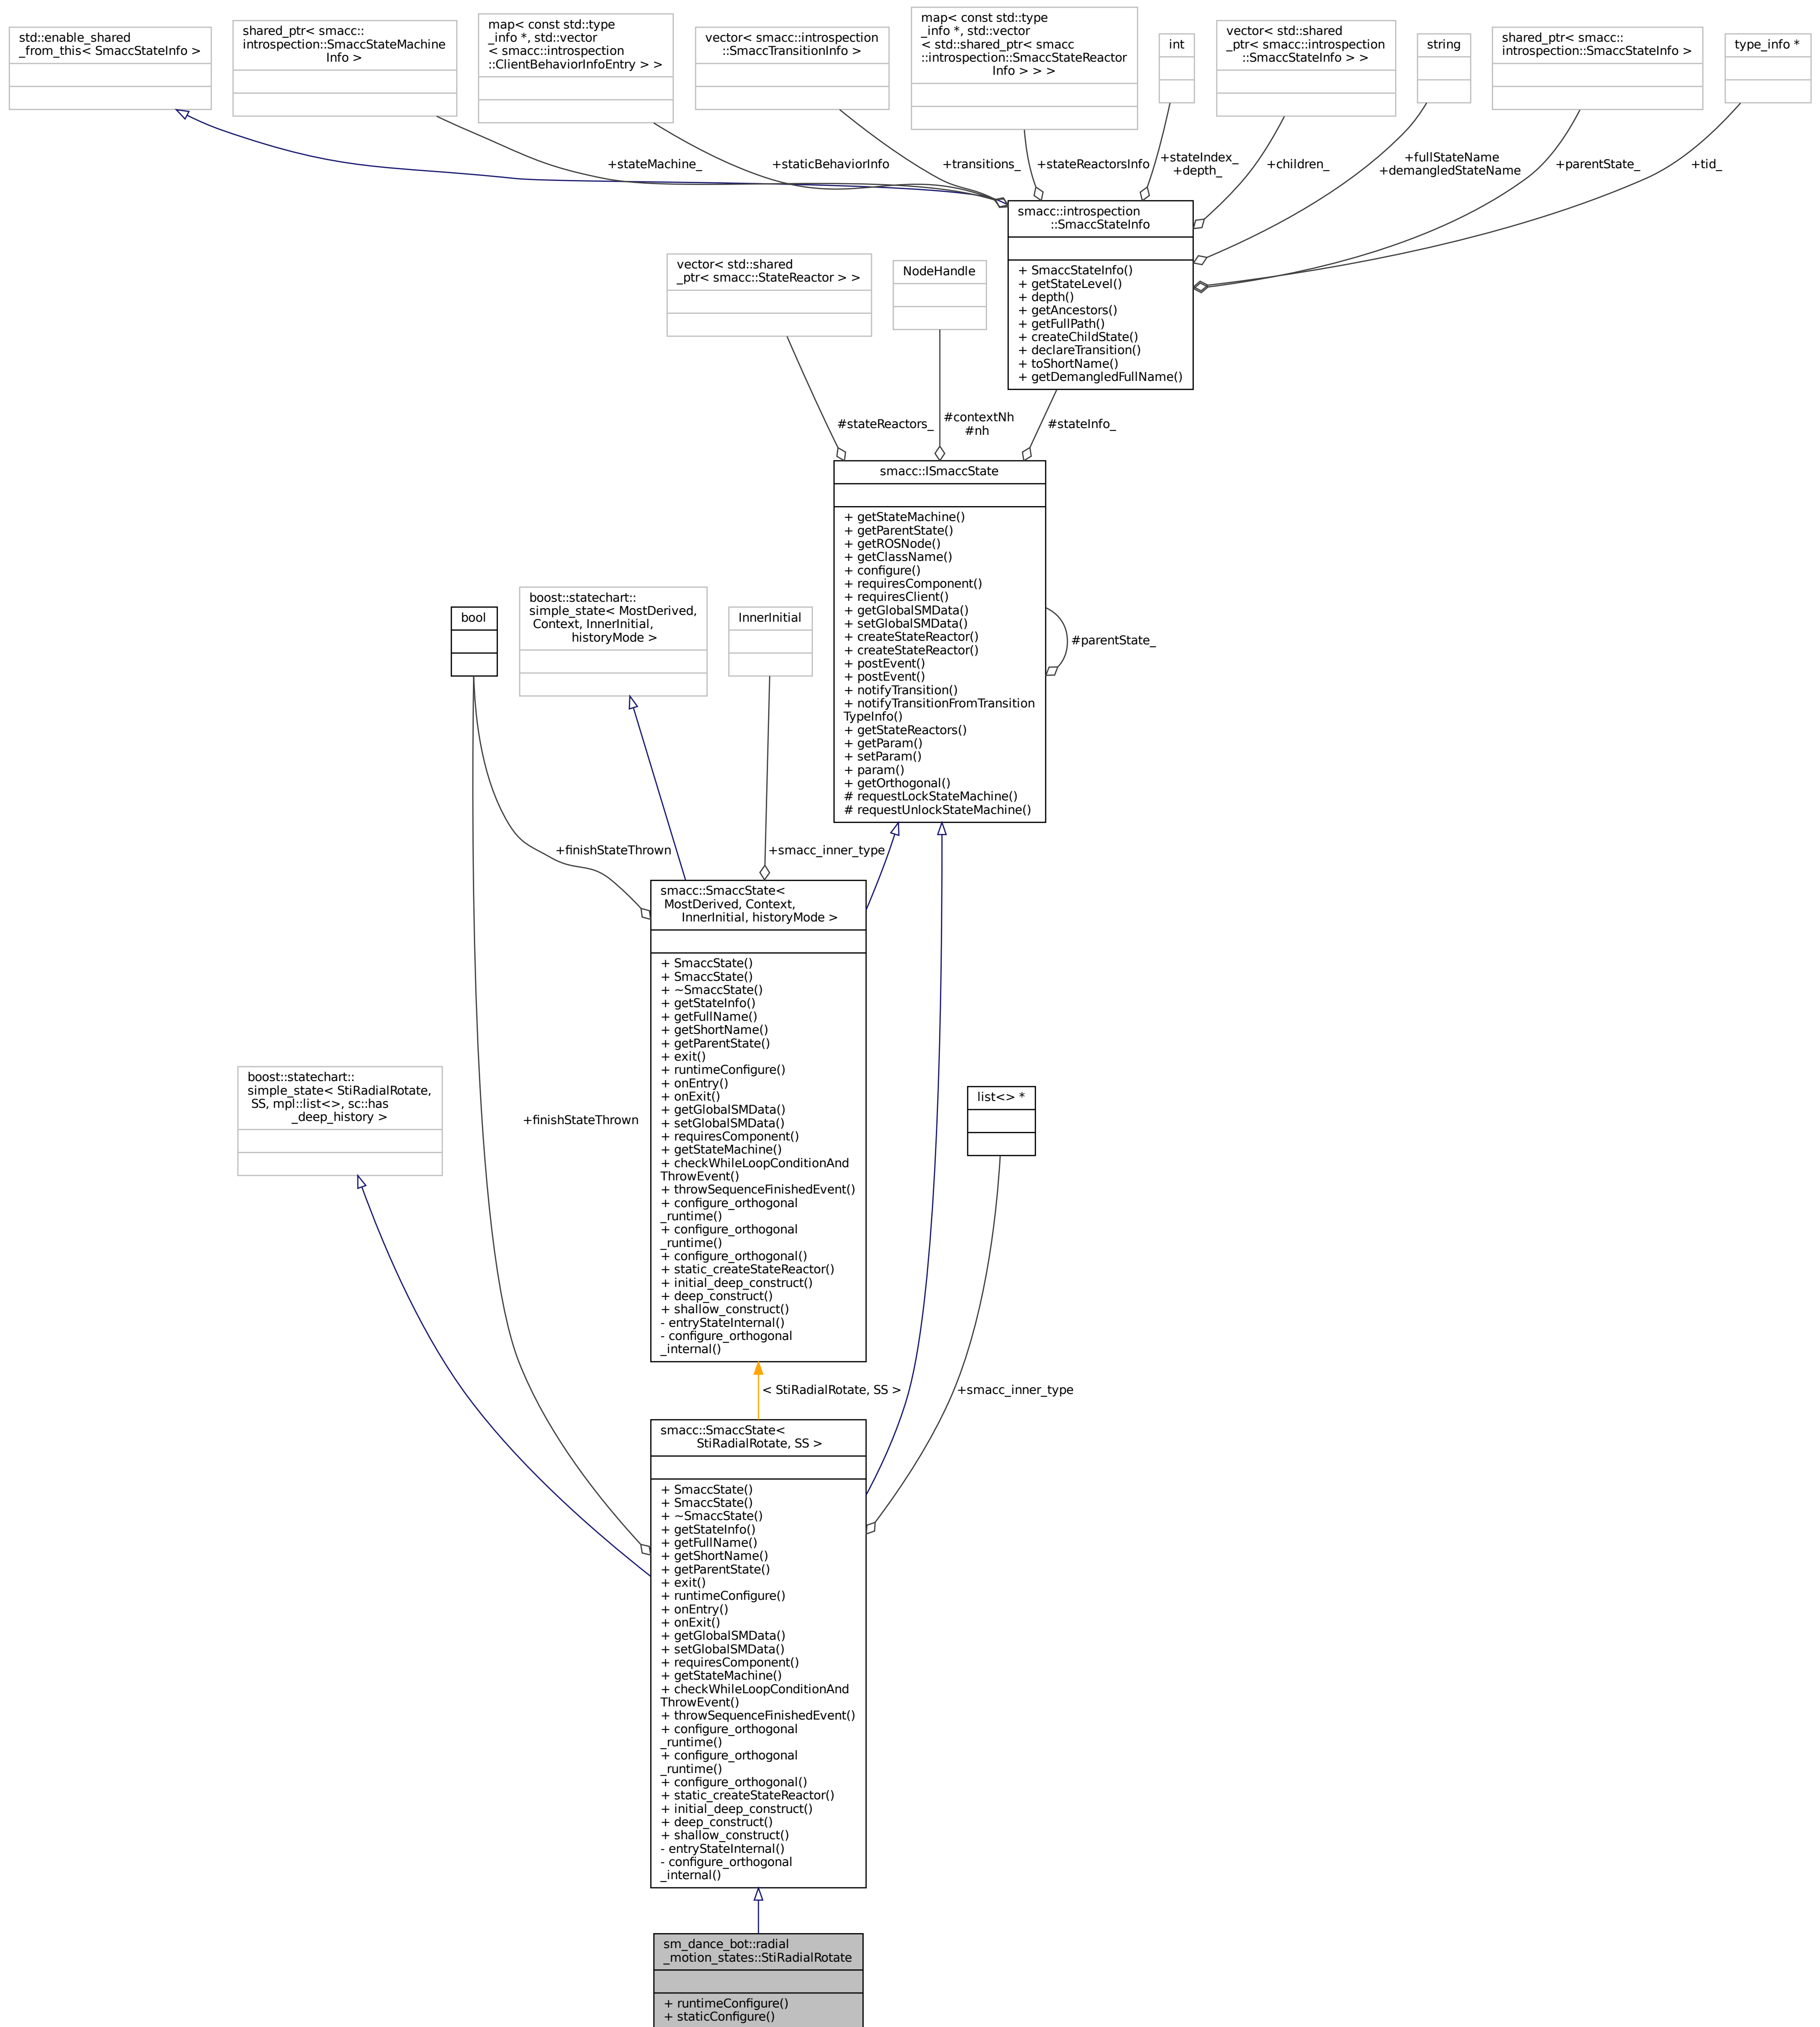 std::enable_shared
_from_this< SmaccStateInfo >
shared_ptr< smacc::
introspection::SmaccStateMachine
Info >
map< const std::type
_info *, std::vector
< smacc::introspection
::ClientBehaviorInfoEntry > >
vector< smacc::introspection
::SmaccTransitionInfo >
map< const std::type
_info *, std::vector
< std::shared_ptr< smacc
::introspection::SmaccStateReactor
Info > > >
int
vector< std::shared
_ptr< smacc::introspection
::SmaccStateInfo > >
string
shared_ptr< smacc::
introspection::SmaccStateInfo >
type_info *
+stateMachine_
+staticBehaviorInfo
+transitions_
+stateReactorsInfo
+stateIndex_
+depth_
+children_
+fullStateName
+demangledStateName
+parentState_
+tid_
smacc::introspection
::SmaccStateInfo
+ SmaccStateInfo()
+ getStateLevel()
+ depth()
+ getAncestors()
+ getFullPath()
+ createChildState()
+ declareTransition()
+ toShortName()
+ getDemangledFullName()
vector< std::shared
_ptr< smacc::StateReactor > >
NodeHandle
#stateReactors_
#contextNh
#nh
#stateInfo_
smacc::ISmaccState
+ getStateMachine()
+ getParentState()
+ getROSNode()
+ getClassName()
+ configure()
+ requiresComponent()
+ requiresClient()
+ getGlobalSMData()
+ setGlobalSMData()
+ createStateReactor()
+ createStateReactor()
+ postEvent()
+ postEvent()
+ notifyTransition()
+ notifyTransitionFromTransition
TypeInfo()
+ getStateReactors()
+ getParam()
+ setParam()
+ param()
+ getOrthogonal()
# requestLockStateMachine()
# requestUnlockStateMachine()
#parentState_
bool
boost::statechart::
simple_state< MostDerived,
Context, InnerInitial,
historyMode >
InnerInitial
+finishStateThrown
+smacc_inner_type
smacc::SmaccState<
MostDerived, Context,
InnerInitial, historyMode >
+ SmaccState()
+ SmaccState()
+ ~SmaccState()
+ getStateInfo()
+ getFullName()
+ getShortName()
+ getParentState()
+ exit()
+ runtimeConfigure()
+ onEntry()
+ onExit()
+ getGlobalSMData()
+ setGlobalSMData()
+ requiresComponent()
+ getStateMachine()
+ checkWhileLoopConditionAnd
ThrowEvent()
+ throwSequenceFinishedEvent()
+ configure_orthogonal
_runtime()
+ configure_orthogonal
_runtime()
+ configure_orthogonal()
+ static_createStateReactor()
+ initial_deep_construct()
+ deep_construct()
+ shallow_construct()
- entryStateInternal()
- configure_orthogonal
_internal()
boost::statechart::
simple_state< StiRadialRotate,
SS, mpl::list<>, sc::has
_deep_history >
+finishStateThrown
list<> *
< StiRadialRotate, SS >
+smacc_inner_type
smacc::SmaccState<
StiRadialRotate, SS >
+ SmaccState()
+ SmaccState()
+ ~SmaccState()
+ getStateInfo()
+ getFullName()
+ getShortName()
+ getParentState()
+ exit()
+ runtimeConfigure()
+ onEntry()
+ onExit()
+ getGlobalSMData()
+ setGlobalSMData()
+ requiresComponent()
+ getStateMachine()
+ checkWhileLoopConditionAnd
ThrowEvent()
+ throwSequenceFinishedEvent()
+ configure_orthogonal
_runtime()
+ configure_orthogonal
_runtime()
+ configure_orthogonal()
+ static_createStateReactor()
+ initial_deep_construct()
+ deep_construct()
+ shallow_construct()
- entryStateInternal()
- configure_orthogonal
_internal()
sm_dance_bot::radial
_motion_states::StiRadialRotate
+ runtimeConfigure()
+ staticConfigure()